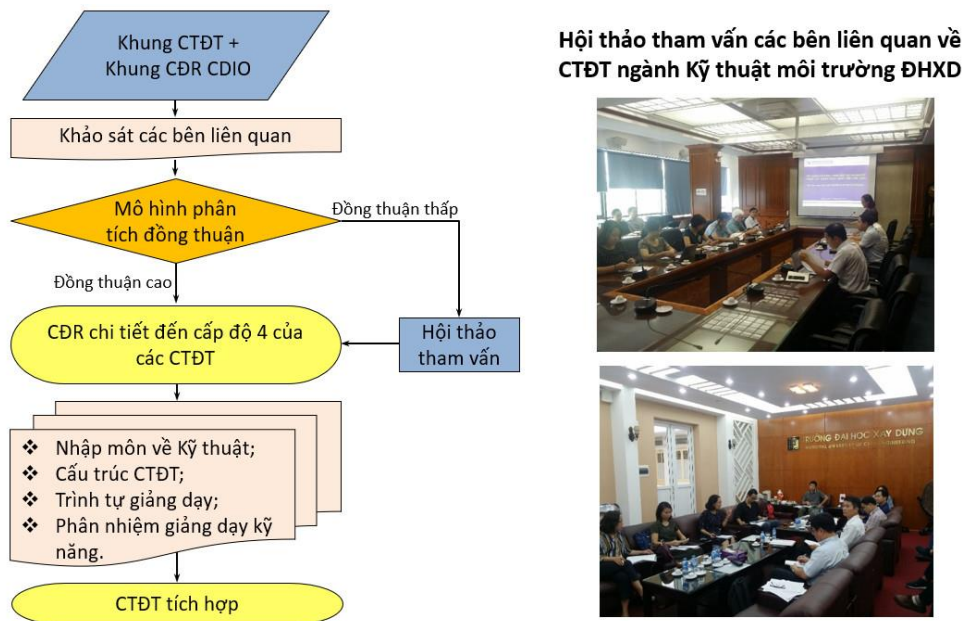 Khung CTĐT +
Khung CĐR CDIO
Khảo sát các bên liên quan
Mô hình phân
tích đồng thuận
Đồng thuận thấp
Đồng thuận cao
CĐR chi tiết đến cấp độ 4 của
các CTĐT
Hội thảo
tham vấn
❖ Nhập môn về Kỹ thuật;
❖ Cấu trúc CTĐT;
❖ Trình tự giảng dạy;
❖ Phân nhiệm giảng dạy kỹ
năng.
CTĐT tích hợp
Hội thảo tham vấn các bên liên quan về
CTĐT ngành Kỹ thuật môi trường ĐHXD
TRƯỜNG ĐẠI HỌC XÂY DỰNG